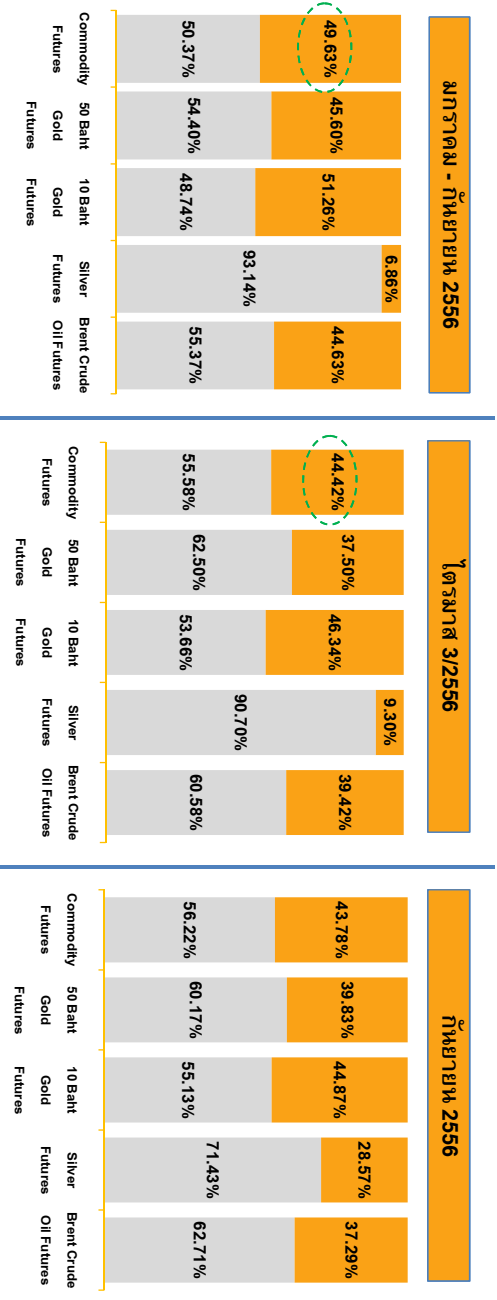 มกราคม - กันยายน 2556
49.63%
45.60%
51.26%
6.86%
44.63%
50.37%
54.40%
48.74%
93.14%
55.37%
Commodity
Futures
50 Baht
Gold
Futures
10 Baht
Gold
Futures
Silver
Futures
Brent Crude
Oil Futures
ไตรมาส 3/2556
44.42%
37.50%
46.34%
9.30%
39.42%
55.58%
62.50%
53.66%
90.70%
60.58%
Commodity
Futures
50 Baht
Gold
Futures
10 Baht
Gold
Futures
Silver
Futures
Brent Crude
Oil Futures
กันยายน 2556
43.78%
39.83%
44.87%
28.57%
37.29%
56.22%
60.17%
55.13%
71.43%
62.71%
Commodity
Futures
50 Baht
Gold
Futures
10 Baht
Gold
Futures
Silver
Futures
Brent Crude
Oil Futures